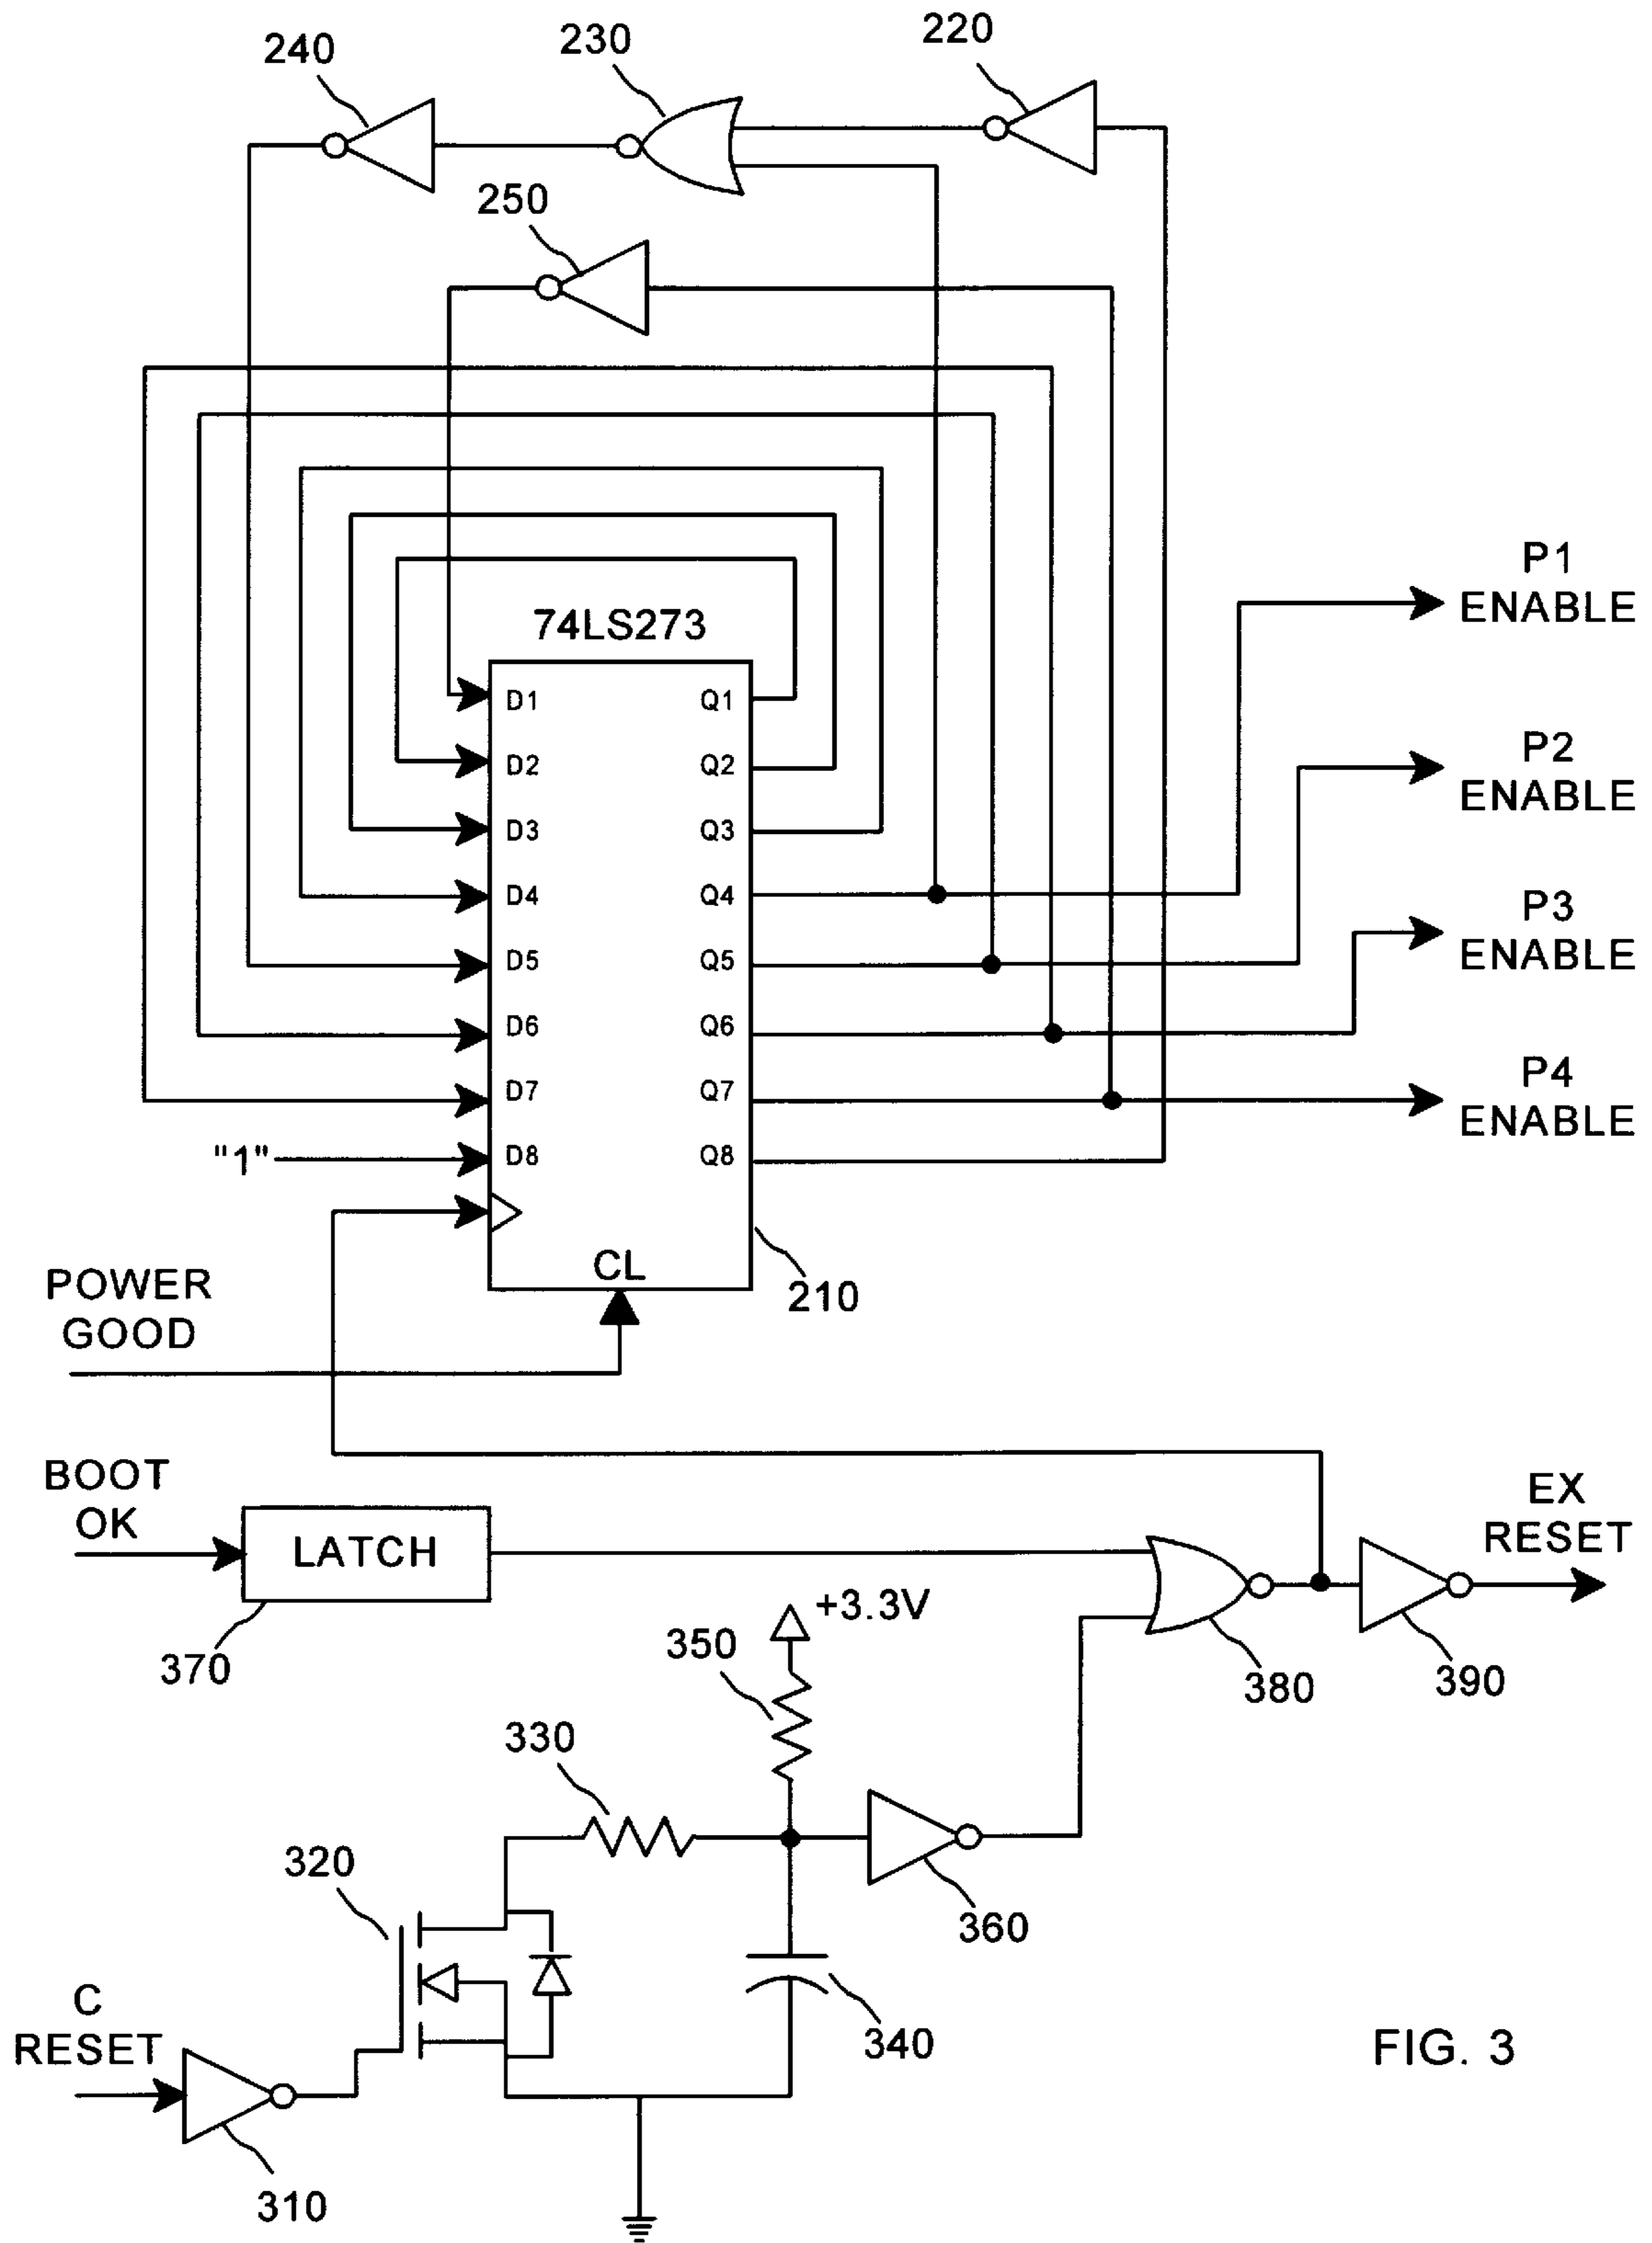 240
230
220
250
P1
ENABLE
74LS273
P2
ENABLE
D1 Q1
D2 Q2
D3 Q3
P3
ENABLE
D4 Q4
D5 Q5
D6 Q6
P4
ENABLE
D7 Q7
"1" D8 Q8
CL
210
POWER
GOOD
BOOT
OK
LATCH
370
EX
RESET
+3.3V
350
380
390
330
320
360
C
RESET
340
310
FIG. 3